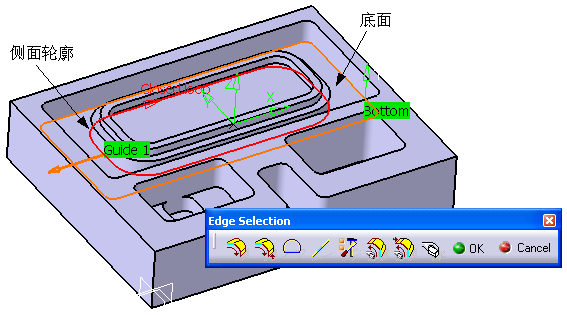 底面
侧面轮廓
X
Bottom
Guide 1
Edge Selection
OK
Cancel